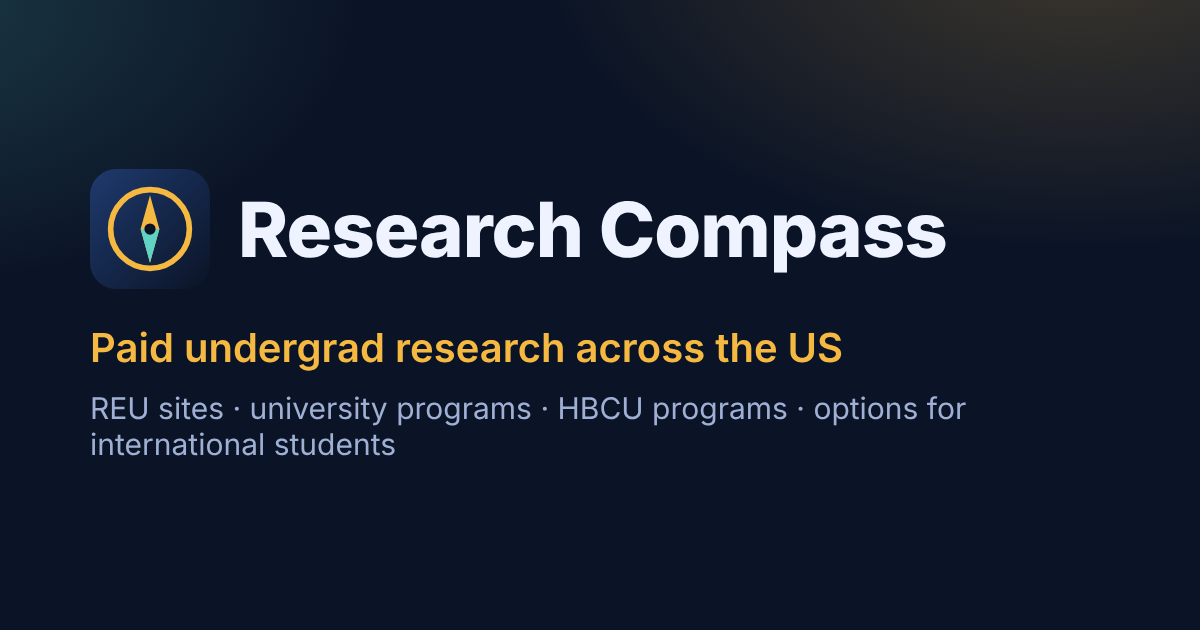 Research Compass
Paid undergrad research across the US
REU sites · university programs · HBCU programs · options for
international students